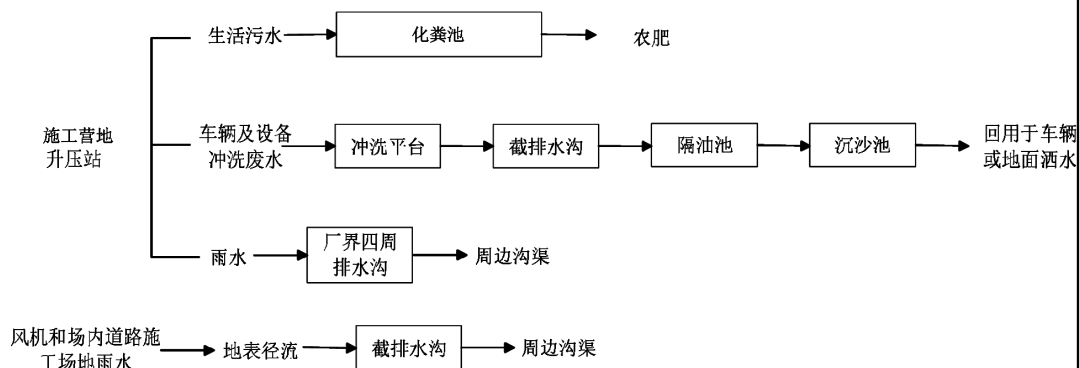 生活污水
化粪池
农肥
施工营地
升压站
车辆及设备
冲洗废水
冲洗平台
截排水沟
隔油池
沉沙池
回用于车辆
或地面洒水
雨水
厂界四周
排水沟
周边沟渠
风机和场内道路施
工场地雨水
地表径流
截排水沟
周边沟渠